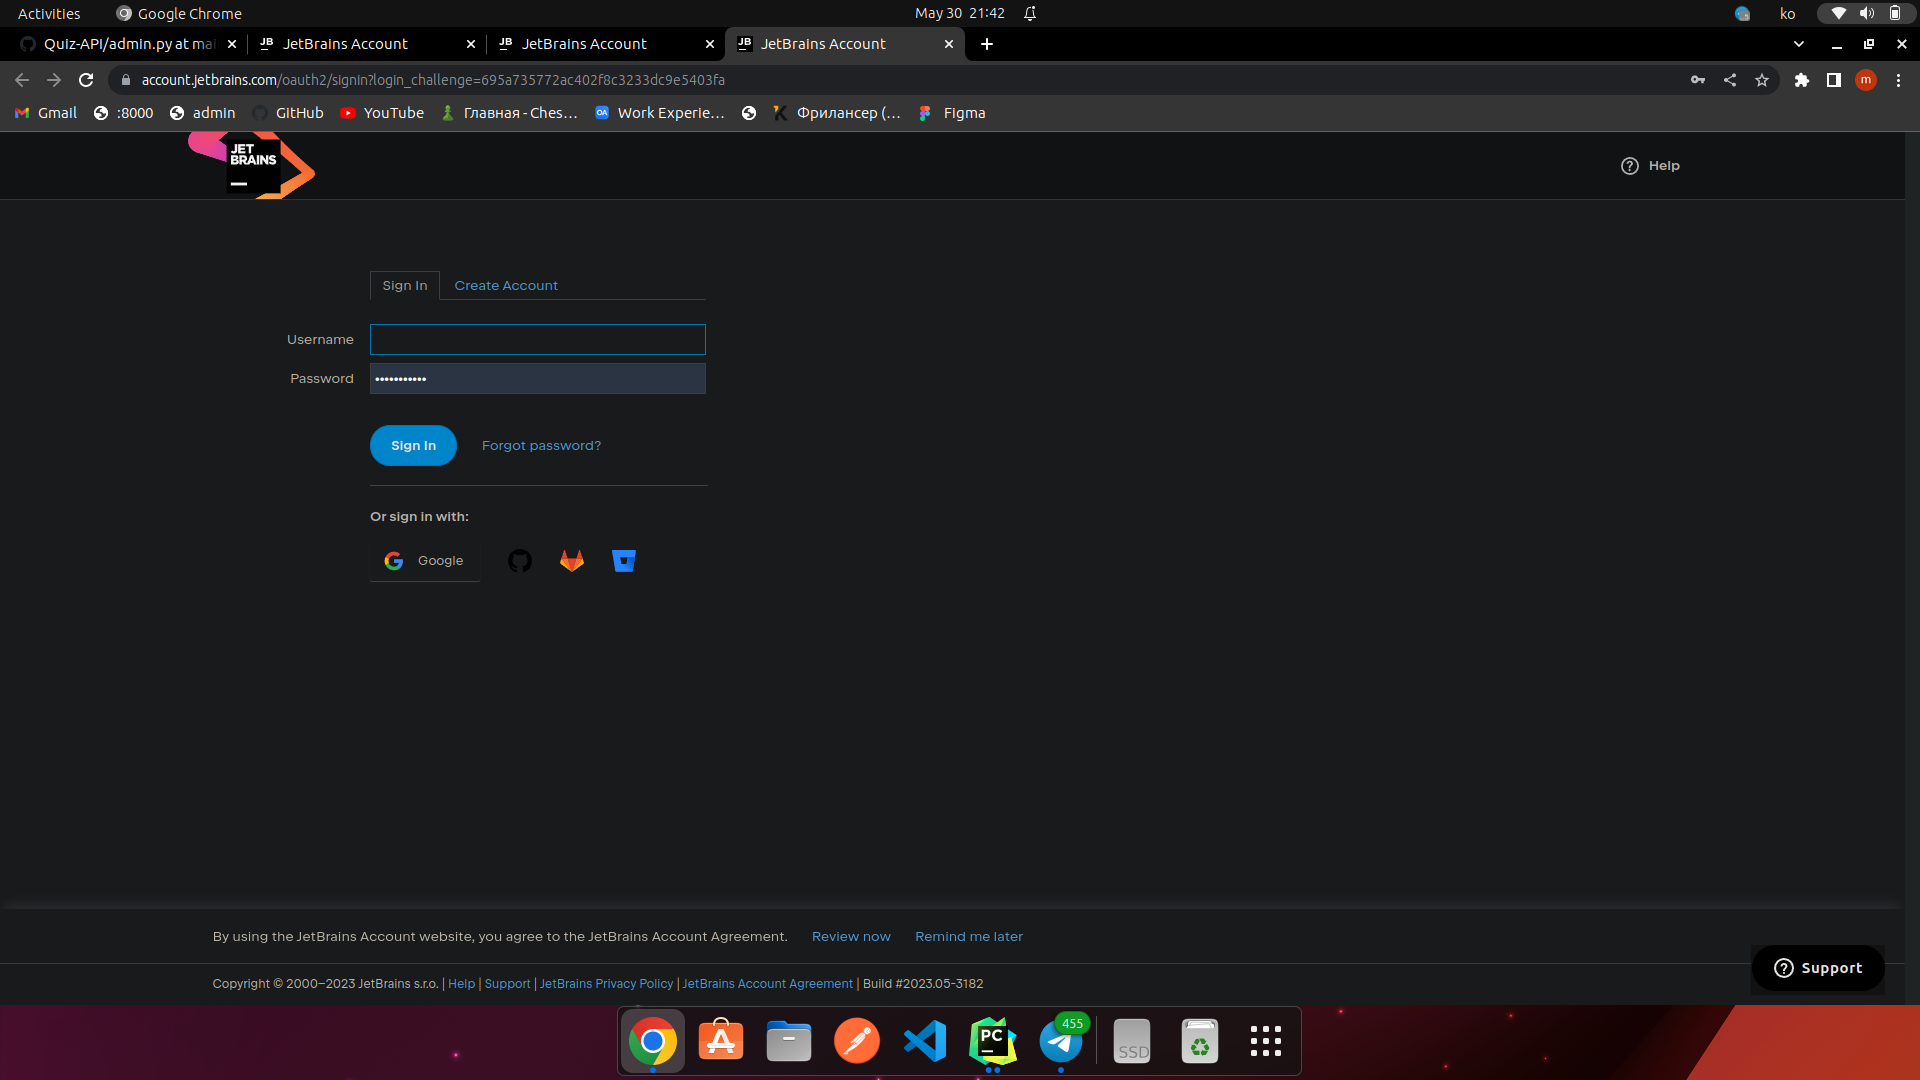 Activities
Google Chrome
May 30 21:42
ko
Quiz-API/admin.py at mai
JB JetBrains Account
JB JetBrains Account
JB JetBrains Account
account.jetbrains.com/oauth2/signin?login_challenge=695a735772ac402f8c3233dc9e5403fa
m
Gmail
:8000
admin
GitHub
YouTube
Главная - Ches...
OA Work Experie...
Фрилансер (...
Figma
JET
BRAINS
Help
Sign In
Create Account
Username
Password
Sign In
Forgot password?
Or sign in with:
Google
By using the JetBrains Account website, you agree to the JetBrains Account Agreement.
Review now
Remind me later
Support
Copyright © 2000–2023 JetBrains s.r.o. | Help | Support | JetBrains Privacy Policy | JetBrains Account Agreement | Build #2023.05-3182
PC
455
SSD